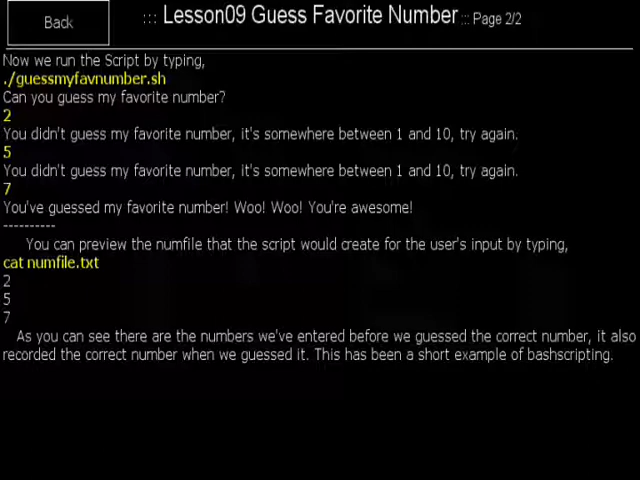 Back
::: Lesson09 Guess Favorite Number ::: Page 2/2
Now we run the Script by typing,
./guessmyfavnumber.sh
Can you guess my favorite number?
2
You didn't guess my favorite number, it's somewhere between 1 and 10, try again.
5
You didn't guess my favorite number, it's somewhere between 1 and 10, try again.
7
You've guessed my favorite number! Woo! Woo! You're awesome!
----------
You can preview the numfile that the script would create for the user's input by typing,
cat numfile.txt
2
5
7
As you can see there are the numbers we've entered before we guessed the correct number, it also
recorded the correct number when we guessed it. This has been a short example of bashscripting.